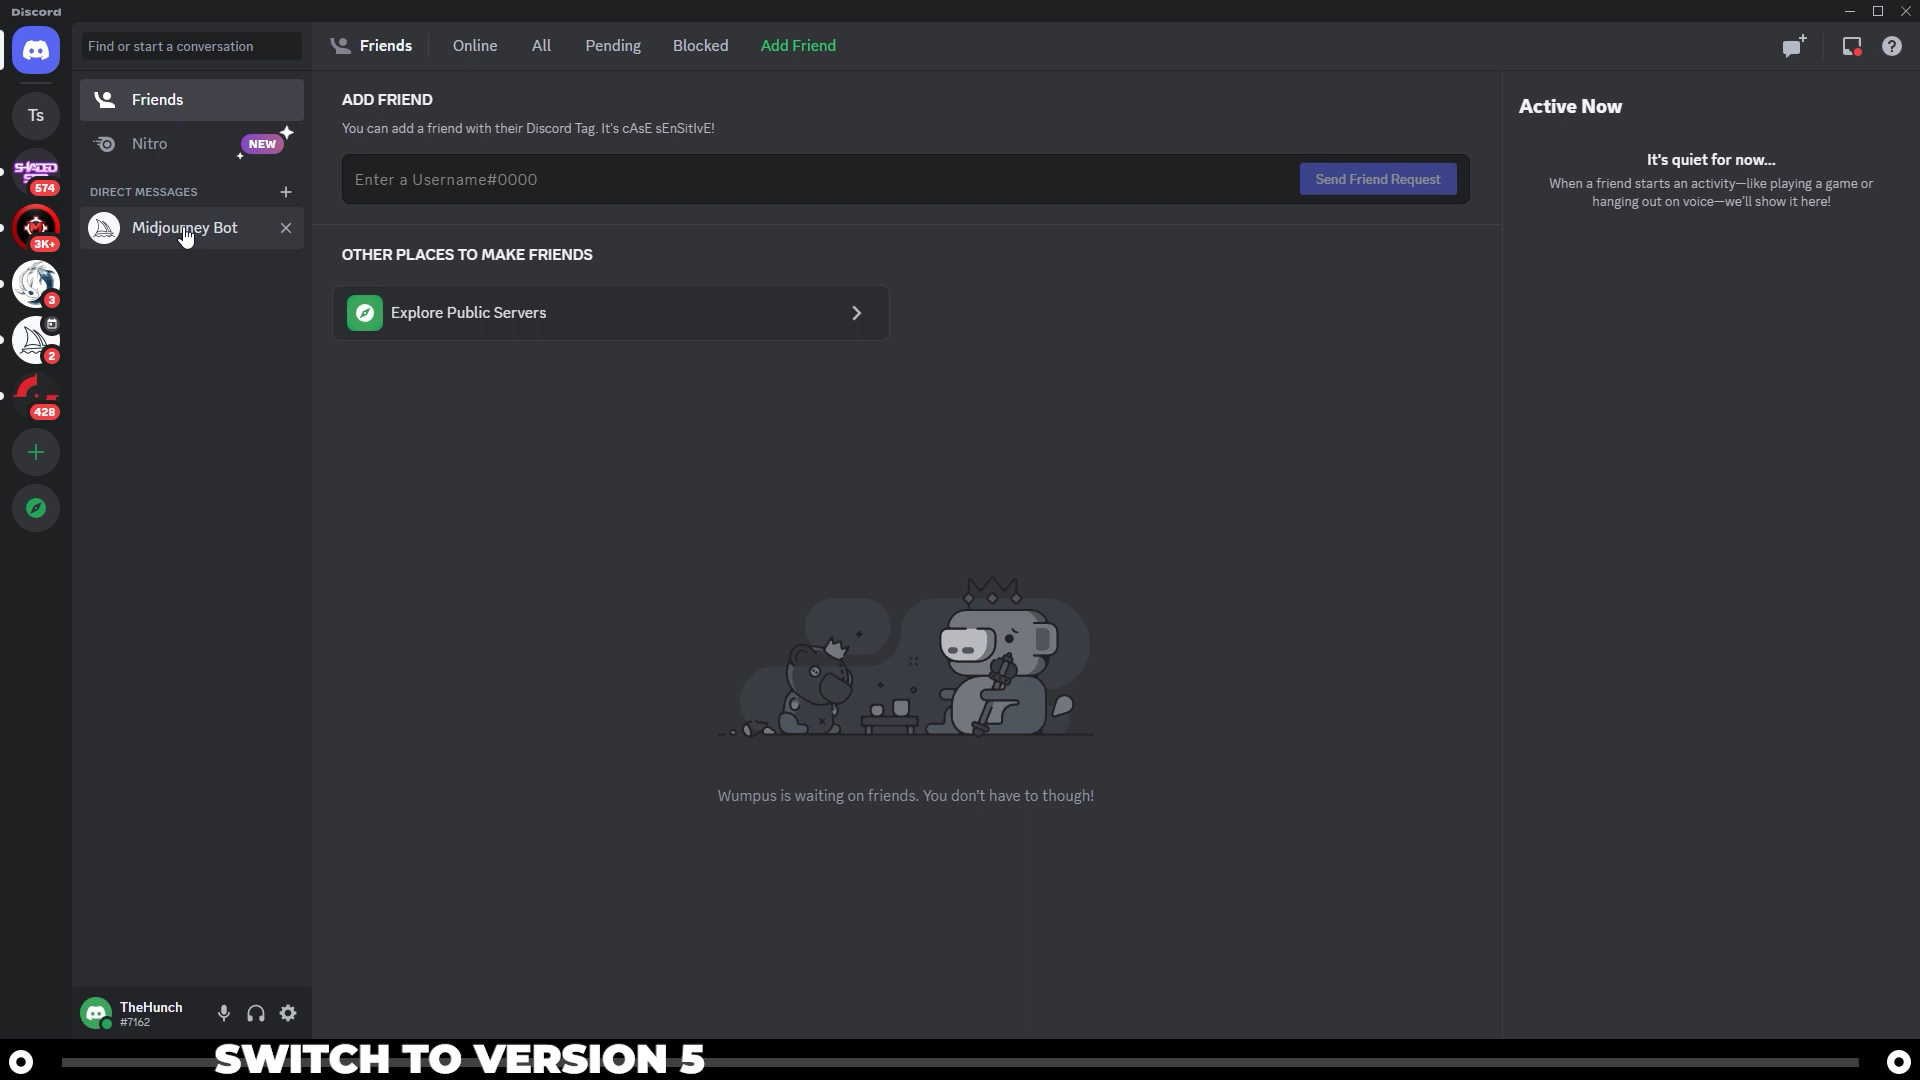 Discord
Find or start a conversation
Friends
Online
All
Pending
Blocked
Add Friend
Ts
Friends
Nitro
NEW
DIRECT MESSAGES
Midjourney Bot
SHADED
574
3K+
3
2
428
ADD FRIEND
You can add a friend with their Discord Tag. It's cAsE sEnSitIvE!
Enter a Username#0000
Send Friend Request
OTHER PLACES TO MAKE FRIENDS
Explore Public Servers
Wumpus is waiting on friends. You don't have to though!
Active Now
It's quiet for now...
When a friend starts an activity—like playing a game or
hanging out on voice—we'll show it here!
TheHunch
#7162
SWITCH TO VERSION 5